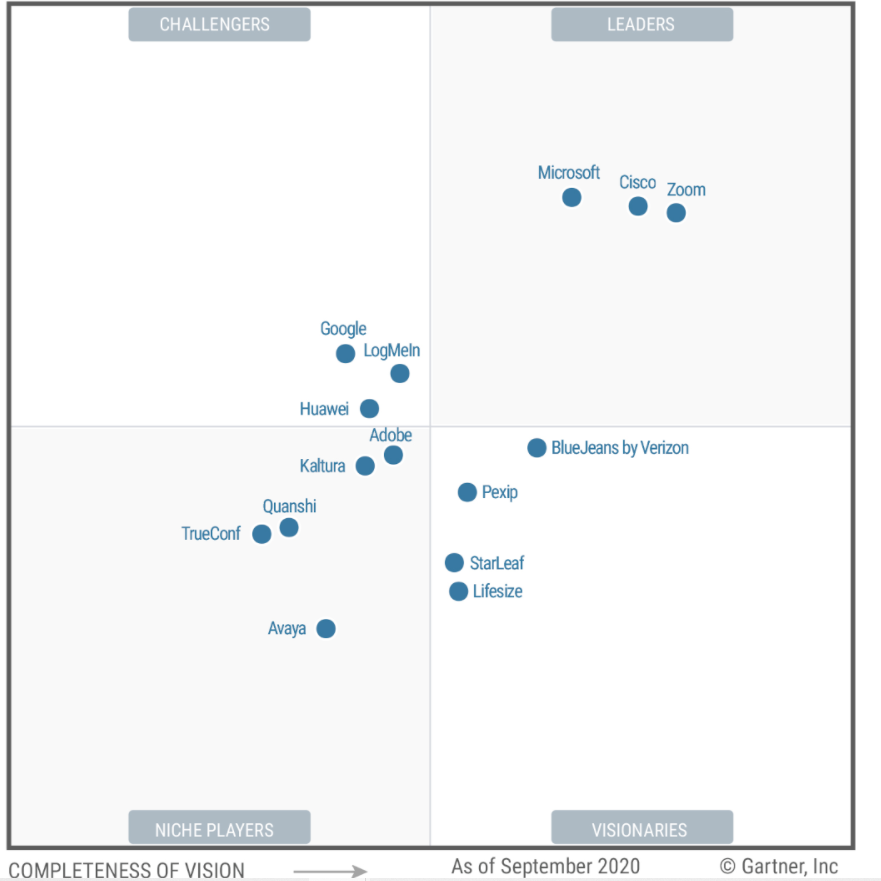 CHALLENGERS
LEADERS
Microsoft
Cisco
Zoom
Google
LogMeIn
Huawei
Adobe
Kaltura
BlueJeans by Verizon
Pexip
Quanshi
TrueConf
StarLeaf
Lifesize
Avaya
NICHE PLAYERS
VISIONARIES
COMPLETENESS OF VISION
As of September 2020
© Gartner, Inc